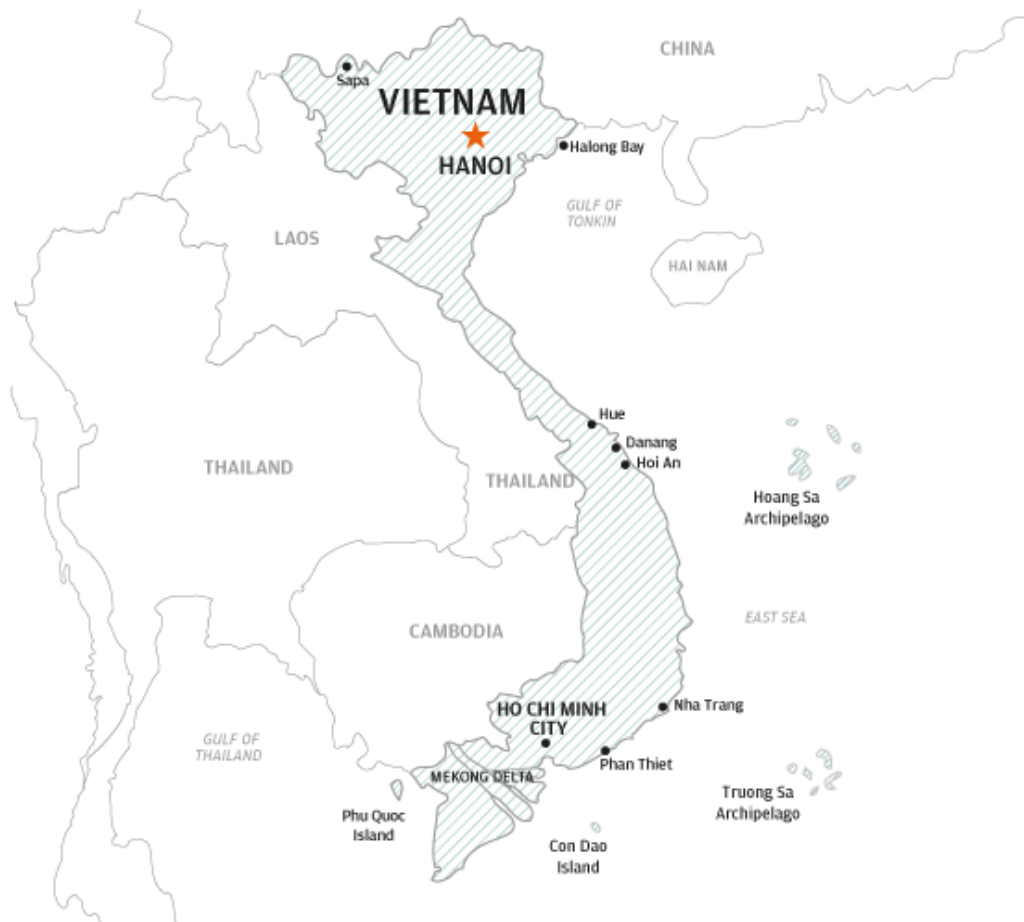 CHINA
Sapa
VIETNAM
HANOI
Halong Bay
GULF OF
TONKIN
LAOS
HAI NAM
Hue
Danang
Hoi An
THAILAND
THAILAND
Hoang Sa
Archipelago
EAST SEA
CAMBODIA
HO CHI MINH
CITY
Nha Trang
GULF OF
THAILAND
Phan Thiet
MEKONG DELTA
Phu Quoc
Island
Truong Sa
Archipelago
Con Dao
Island